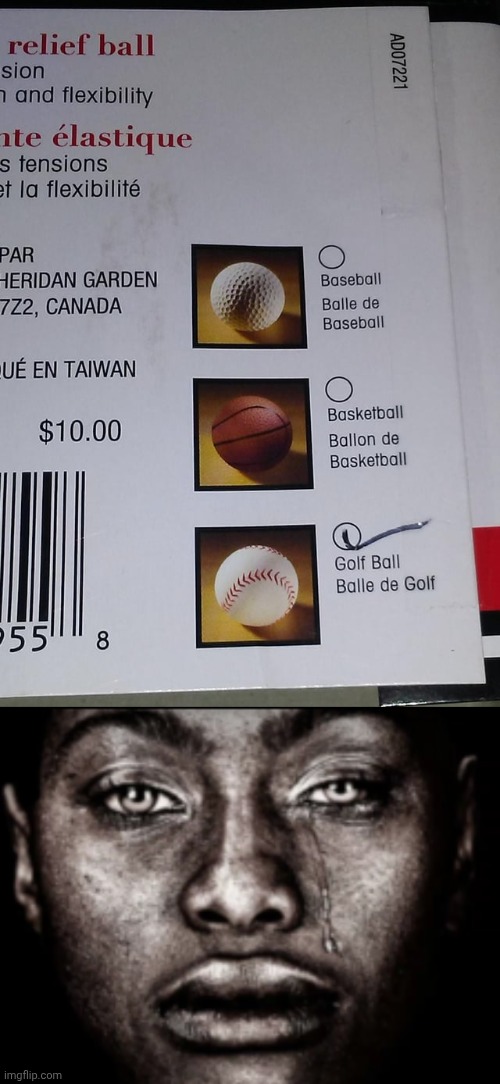 relief ball
sion
and flexibility
AD07221
nte élastique
s tensions
et la flexibilité
PAR
HERIDAN GARDEN
7Z2, CANADA
UÉ EN TAIWAN
$10.00
955 8
Baseball
Balle de
Baseball
Basketball
Ballon de
Basketball
Golf Ball
Balle de Golf
imgflip.com